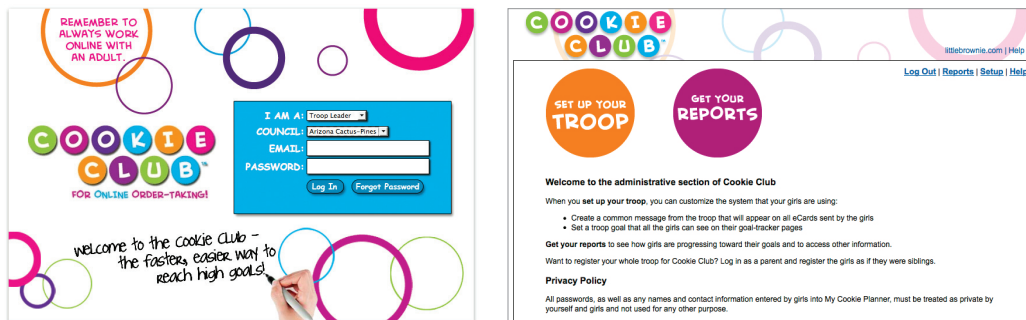 REMEMBER TO
ALWAYS WORK
ONLINE WITH
AN ADULT.
COOKIE
CLUB™
FOR ONLINE ORDER-TAKING!
I AM A: Troop Leader
COUNCIL: Arizona Cactus-Pines
EMAIL:
PASSWORD:
Log In Forgot Password
Welcome to the Cookie Club –
the faster, easier way to
reach high goals!
COOKIE
CLUB™
littlebrownie.com | Help
Log Out | Reports | Setup | Help
SET UP YOUR
TROOP
GET YOUR
REPORTS
Welcome to the administrative section of Cookie Club
When you set up your troop, you can customize the system that your girls are using:
• Create a common message from the troop that will appear on all eCards sent by the girls
• Set a troop goal that all the girls can see on their goal-tracker pages
Get your reports to see how girls are progressing toward their goals and to access other information.
Want to register your whole troop for Cookie Club? Log in as a parent and register the girls as if they were siblings.
Privacy Policy
All passwords, as well as any names and contact information entered by girls into My Cookie Planner, must be treated as private by
yourself and girls and not used for any other purpose.